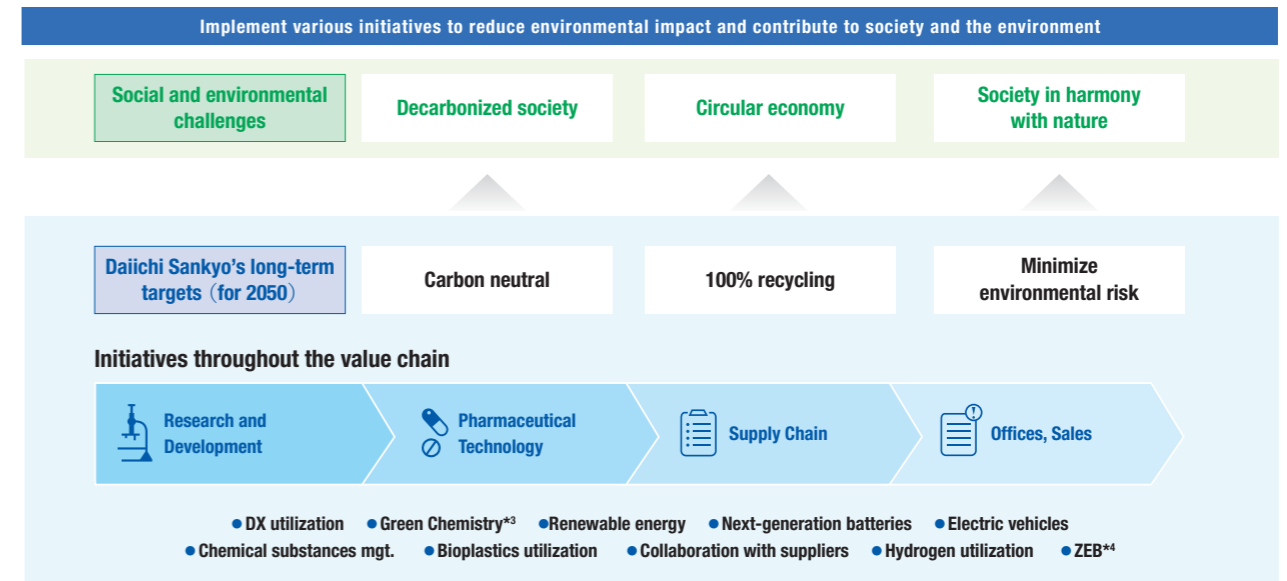 Implement various initiatives to reduce environmental impact and contribute to society and the environment
Social and environmental
challenges
Decarbonized society
Circular economy
Society in harmony
with nature
Daiichi Sankyo's long-term
targets (for 2050)
Carbon neutral
100% recycling
Minimize
environmental risk
Initiatives throughout the value chain
Research and
Development
Pharmaceutical
Technology
Supply Chain
Offices, Sales
● DX utilization ● Green Chemistry*3 ● Renewable energy ● Next-generation batteries ● Electric vehicles
● Chemical substances mgt. ● Bioplastics utilization ● Collaboration with suppliers ● Hydrogen utilization ● ZEB*4